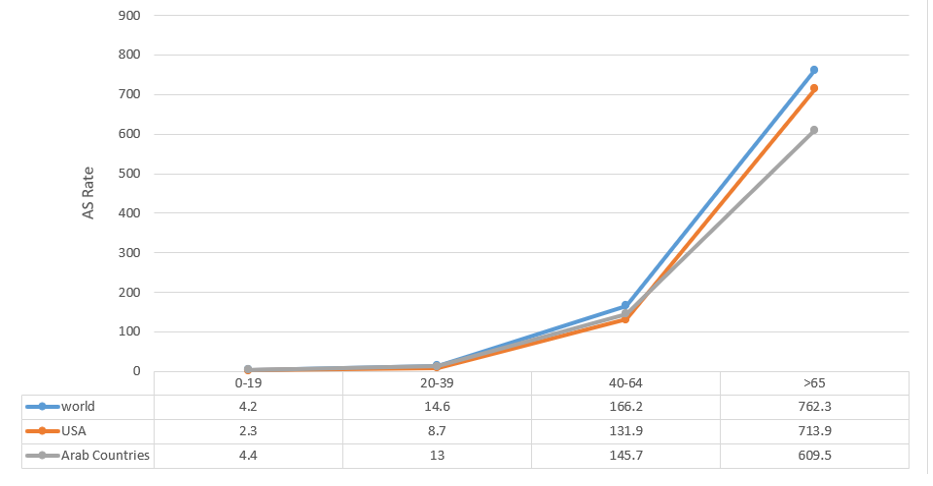 900
800
700
600
500
400
300
200
100
0
AS Rate
0-19 20-39 40-64 >65
world 4.2 14.6 166.2 762.3
USA 2.3 8.7 131.9 713.9
Arab Countries 4.4 13 145.7 609.5